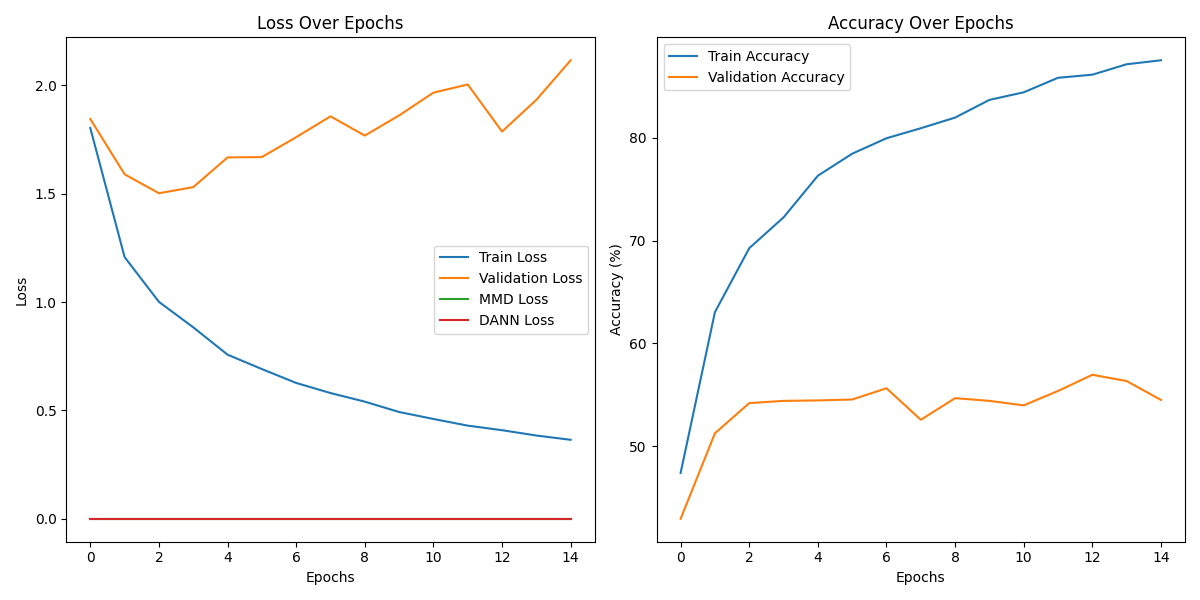 Loss Over Epochs
Loss
2.0
1.5
1.0
0.5
0.0
Train Loss
Validation Loss
MMD Loss
DANN Loss
0 2 4 6 8 10 12 14
Epochs
Accuracy Over Epochs
Accuracy (%)
Train Accuracy
Validation Accuracy
80
70
60
50
0 2 4 6 8 10 12 14
Epochs